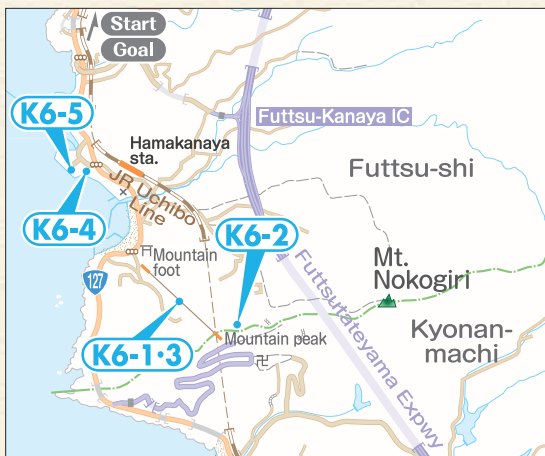 Start
Goal
K6-5
Futtsu-Kanaya IC
Hamakanaya
sta.
Futtsu-shi
JR Uchibo
Line
K6-4
K6-2
Mountain
foot
Mt.
Nokogiri
127
Futtsutateyama Expwy
Kyonan-
machi
Mountain peak
K6-1・3